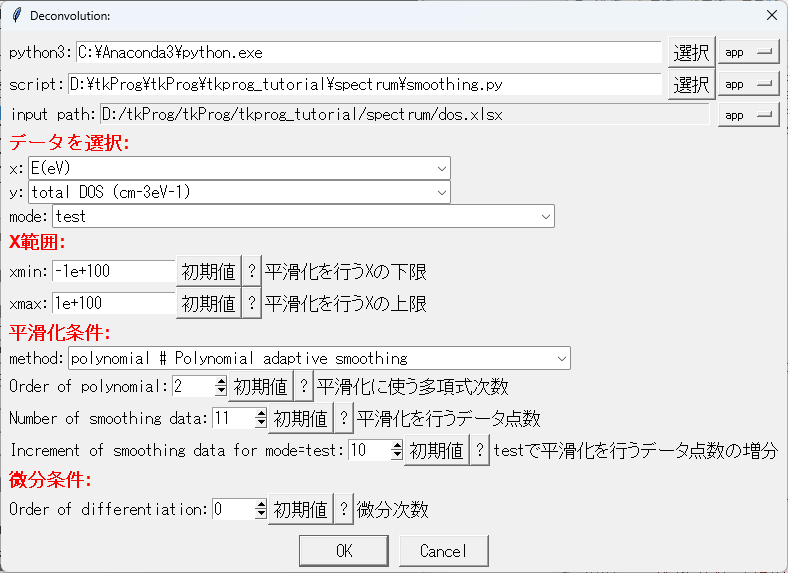 Deconvolution:
python3: C:¥Anaconda3¥python.exe 選択 app
script: D:¥tkProg¥tkProg¥tkprog_tutorial¥spectrum¥smoothing.py 選択 app
input path: D:/tkProg/tkProg/tkprog_tutorial/spectrum/dos.xlsx app
データを選択:
x: E(eV)
y: total DOS (cm-3eV-1)
mode: test
X範囲:
xmin: -1e+100 初期値 ? 平滑化を行うXの下限
xmax: 1e+100 初期値 ? 平滑化を行うXの上限
平滑化条件:
method: polynomial # Polynomial adaptive smoothing
Order of polynomial: 2 初期値 ? 平滑化に使う多項式次数
Number of smoothing data: 11 初期値 ? 平滑化を行うデータ点数
Increment of smoothing data for mode=test: 10 初期値 ? testで平滑化を行うデータ点数の増分
微分条件:
Order of differentiation: 0 初期値 ? 微分次数
OK Cancel